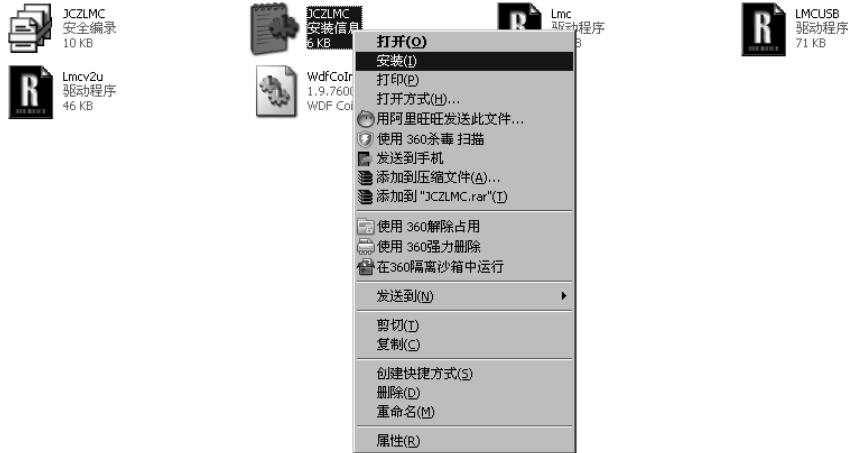 JCZLMC
安全编录
10 KB
JCZLMC
安装信息
6 KB
Lmc
驱动程序
B
LMCUSB
驱动程序
71 KB
Lmcv2u
驱动程序
46 KB
WdfCoIn
1.9.7600
WDF Coi
打开(O)
安装(I)
打印(P)
打开方式(H)...
用阿里旺旺发送此文件...
使用 360杀毒 扫描
发送到手机
添加到压缩文件(A)...
添加到 "JCZLMC.rar"(T)
使用 360解除占用
使用 360强力删除
在360隔离沙箱中运行
发送到(N)
剪切(T)
复制(C)
创建快捷方式(S)
删除(D)
重命名(M)
属性(R)